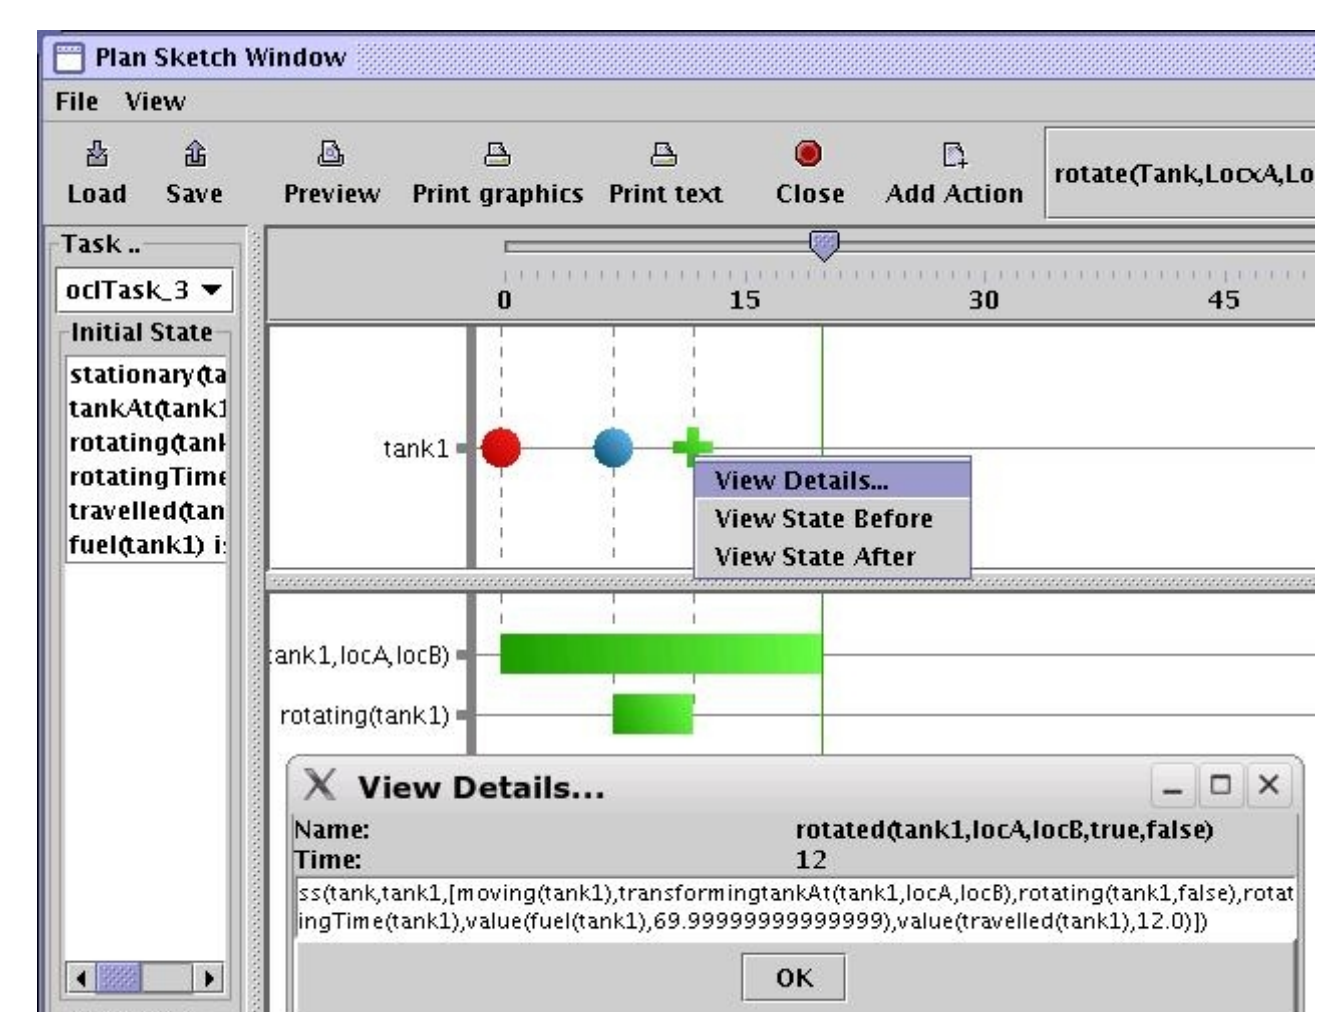 Plan Sketch Window
File View
Load Save Preview Print graphics Print text Close Add Action rotate(Tank,LocxA,Lo
Task ..
oclTask_3
Initial State
stationary(ta
tankAt(tank1
rotating(tank
rotatingTime
travelled(tan
fuel(tank1) i:
0 15 30 45
tank1
View Details...
View State Before
View State After
ank1,locA,locB)
rotating(tank1)
View Details...
Name: rotated(tank1,locA,locB,true,false)
Time: 12
ss(tank,tank1,[moving(tank1),transformingtankAt(tank1,locA,locB),rotating(tank1,false),rotat
ingTime(tank1),value(fuel(tank1),69.999999999999999),value(travelled(tank1),12.0)])
OK